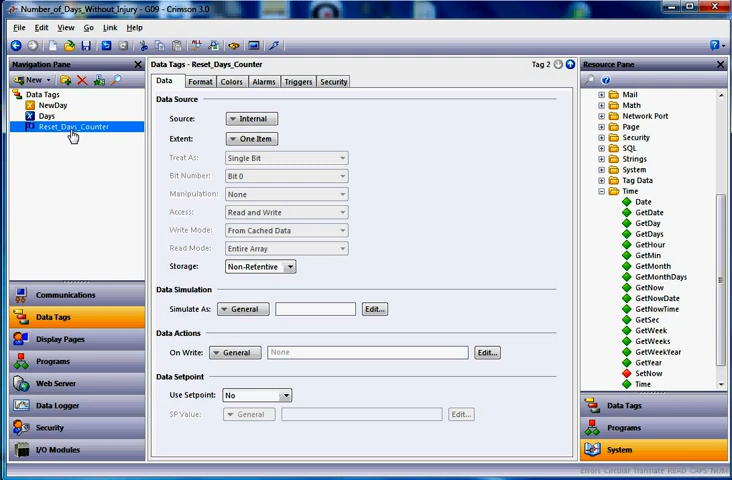 Number_of_Days_Without_Injury - G09 - Crimson 3.0
File Edit View Go Link Help
Navigation Pane
New
Data Tags
NewDay
Days
Reset_Days_Counter
Communications
Data Tags
Display Pages
Programs
Web Server
Data Logger
Security
I/O Modules
Data Tags - Reset_Days_Counter
Tag 2
Data Format Colors Alarms Triggers Security
Data Source
Source: Internal
Extent: One Item
Treat As: Single Bit
Bit Number: Bit 0
Manipulation: None
Access: Read and Write
Write Mode: From Cached Data
Read Mode: Entire Array
Storage: Non-Retentive
Data Simulation
Simulate As: General Edit...
Data Actions
On Write: General None Edit...
Data Setpoint
Use Setpoint: No
SP Value: General Edit...
Resource Pane
Mail
Math
Network Port
Page
Security
SQL
Strings
System
Tag Data
Time
Date
GetDate
GetDay
GetDays
GetHour
GetMin
GetMonth
GetMonthDays
GetNow
GetNowDate
GetNowTime
GetSec
GetWeek
GetWeeks
GetWeekYear
GetYear
SetNow
Time
Data Tags
Programs
System
Errors Circular Translate READ CAPS NUM